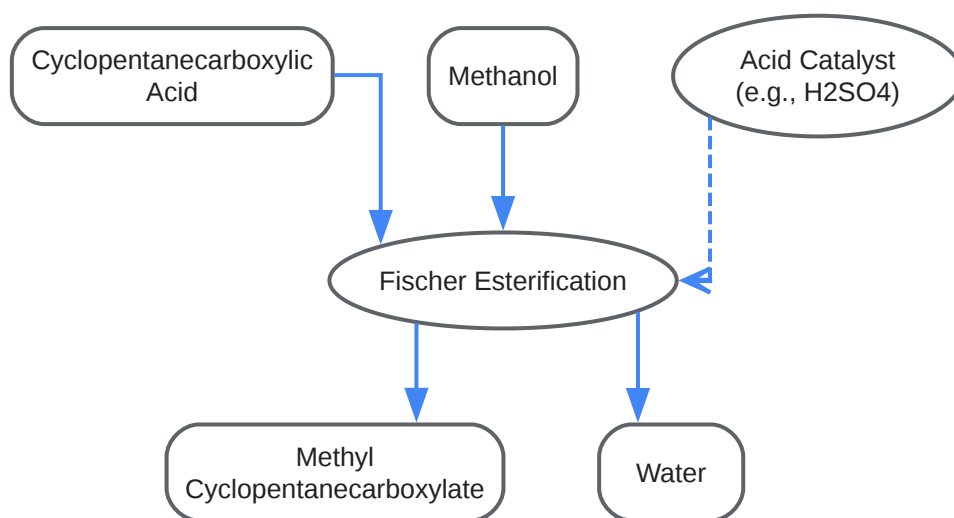 Cyclopentanecarboxylic
Acid
Methanol
Acid Catalyst
(e.g., H2SO4)
Fischer Esterification
Methyl
Cyclopentanecarboxylate
Water